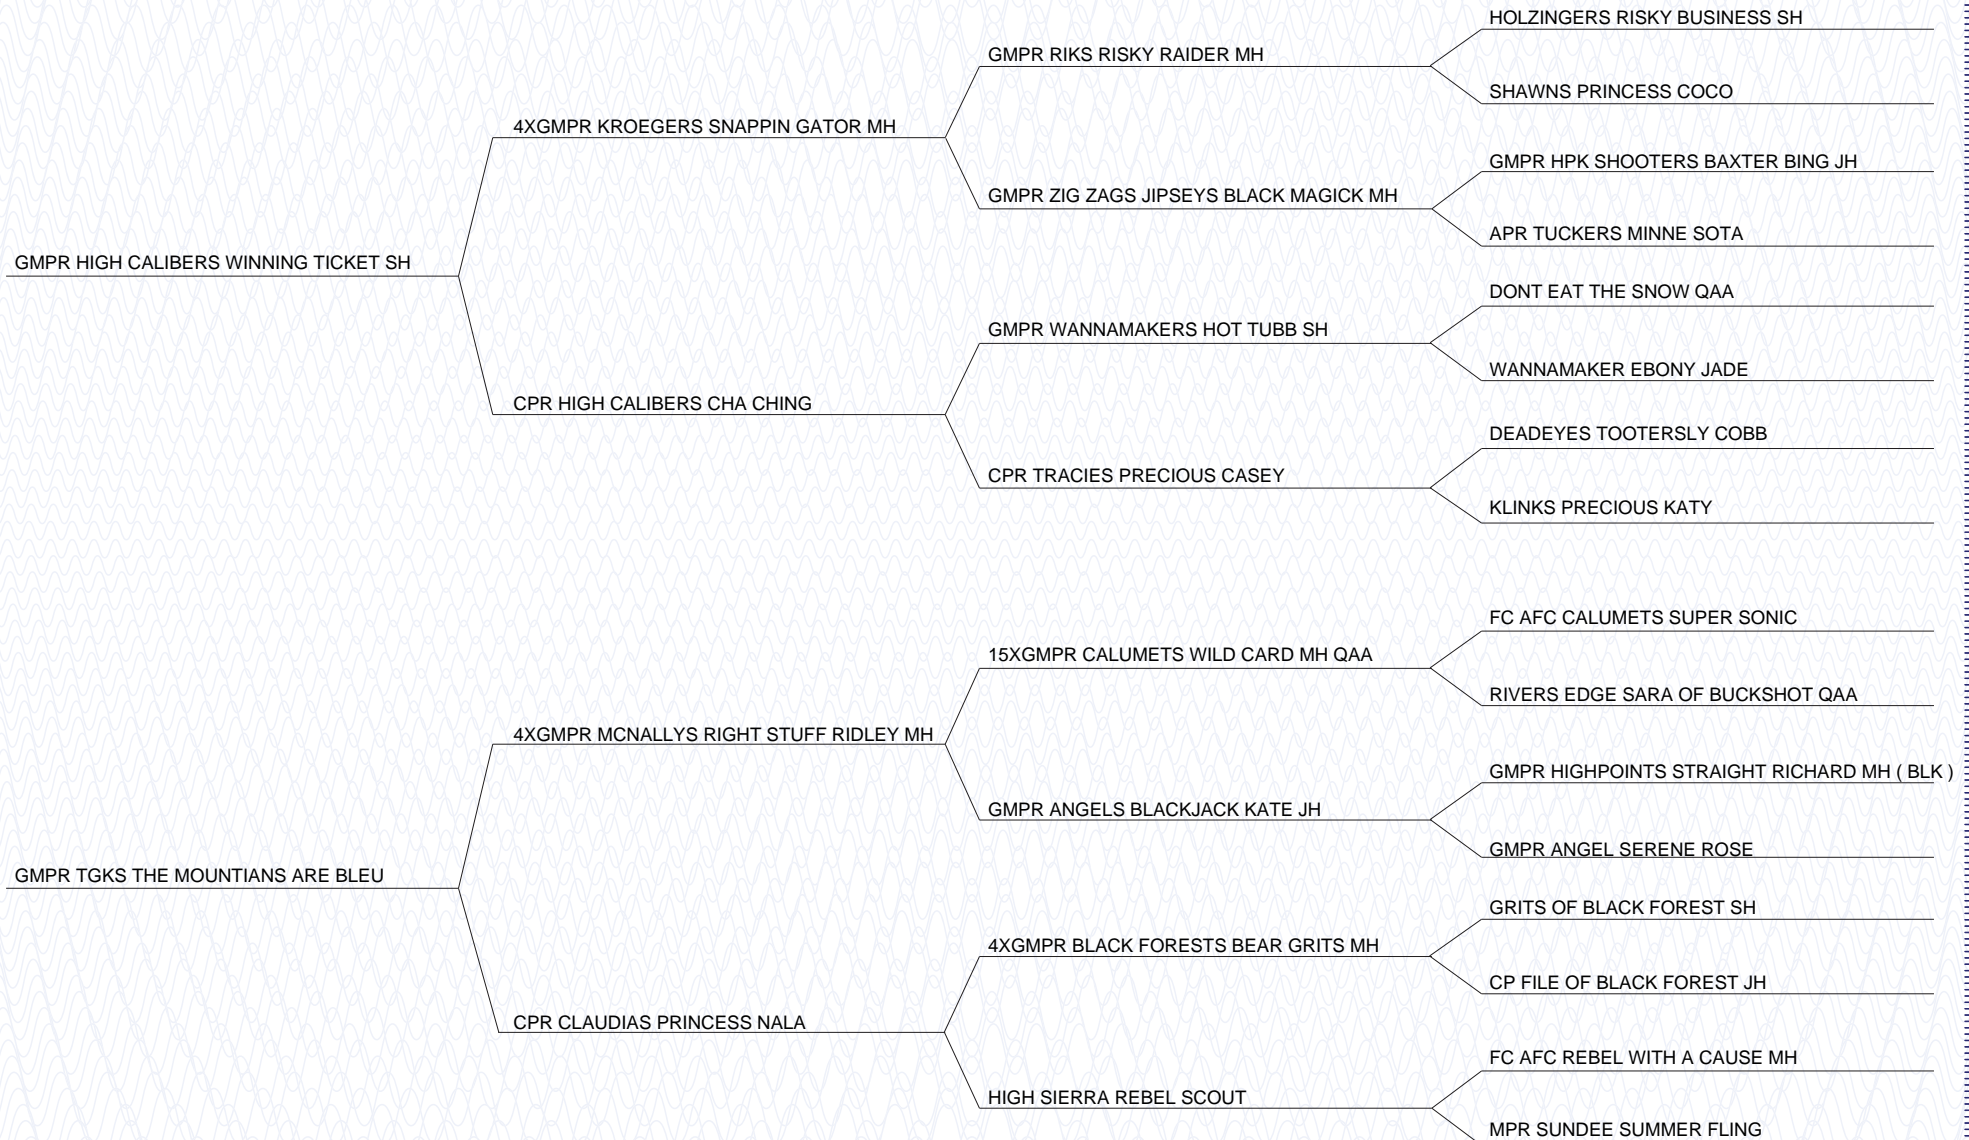 HOLZINGERS RISKY BUSINESS SH
GMPR RIKS RISKY RAIDER MH
SHAWNS PRINCESS COCO
4XGMPR KROEGERS SNAPPIN GATOR MH
GMPR HPK SHOOTERS BAXTER BING JH
GMPR ZIG ZAGS JIPSEYS BLACK MAGICK MH
APR TUCKERS MINNE SOTA
GMPR HIGH CALIBERS WINNING TICKET SH
DONT EAT THE SNOW QAA
GMPR WANNAMAKERS HOT TUBB SH
WANNAMAKER EBONY JADE
CPR HIGH CALIBERS CHA CHING
DEADEYES TOOTERSLY COBB
CPR TRACIES PRECIOUS CASEY
KLINKS PRECIOUS KATY
FC AFC CALUMETS SUPER SONIC
15XGMPR CALUMETS WILD CARD MH QAA
RIVERS EDGE SARA OF BUCKSHOT QAA
4XGMPR MCNALLYS RIGHT STUFF RIDLEY MH
GMPR HIGHPOINTS STRAIGHT RICHARD MH ( BLK )
GMPR ANGELS BLACKJACK KATE JH
GMPR ANGEL SERENE ROSE
GMPR TGKS THE MOUNTIANS ARE BLEU
GRITS OF BLACK FOREST SH
4XGMPR BLACK FORESTS BEAR GRITS MH
CP FILE OF BLACK FOREST JH
CPR CLAUDIAS PRINCESS NALA
FC AFC REBEL WITH A CAUSE MH
HIGH SIERRA REBEL SCOUT
MPR SUNDEE SUMMER FLING